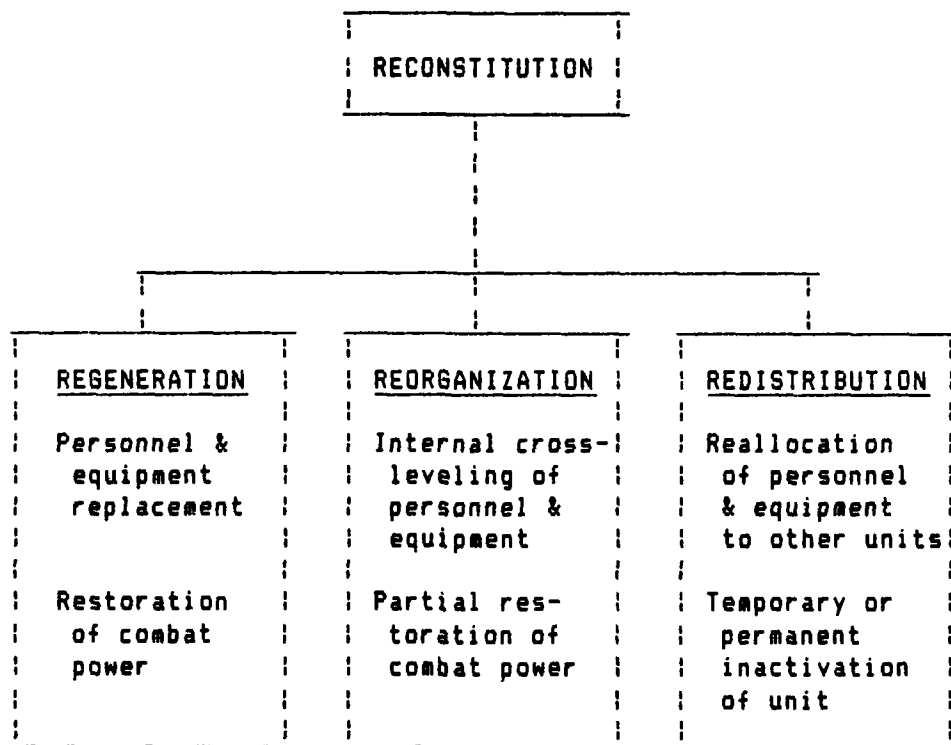 RECONSTITUTION
REGENERATION
Personnel &
equipment
replacement
Restoration
of combat
power
REORGANIZATION
Internal cross-
leveling of
personnel &
equipment
Partial res-
toration of
combat power
REDISTRIBUTION
Reallocation
of personnel
& equipment
to other units
Temporary or
permanent
inactivation
of unit